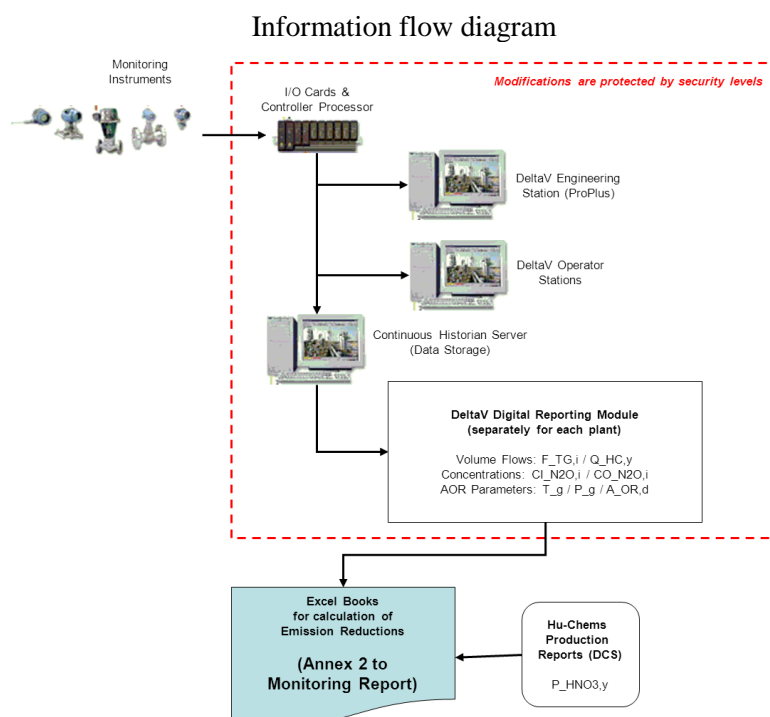 Information flow diagram
Monitoring
Instruments
Modifications are protected by security levels
I/O Cards &
Controller Processor
DeltaV Engineering
Station (ProPlus)
DeltaV Operator
Stations
Continuous Historian Server
(Data Storage)
DeltaV Digital Reporting Module
(separately for each plant)
Volume Flows: F_TG,i / Q_HC,y
Concentrations: CI_N2O,i / CO_N2O,i
AOR Parameters: T_g / P_g / A_OR,d
Excel Books
for calculation of
Emission Reductions
(Annex 2 to
Monitoring Report)
Hu-Chems
Production
Reports (DCS)
P_HNO3,y